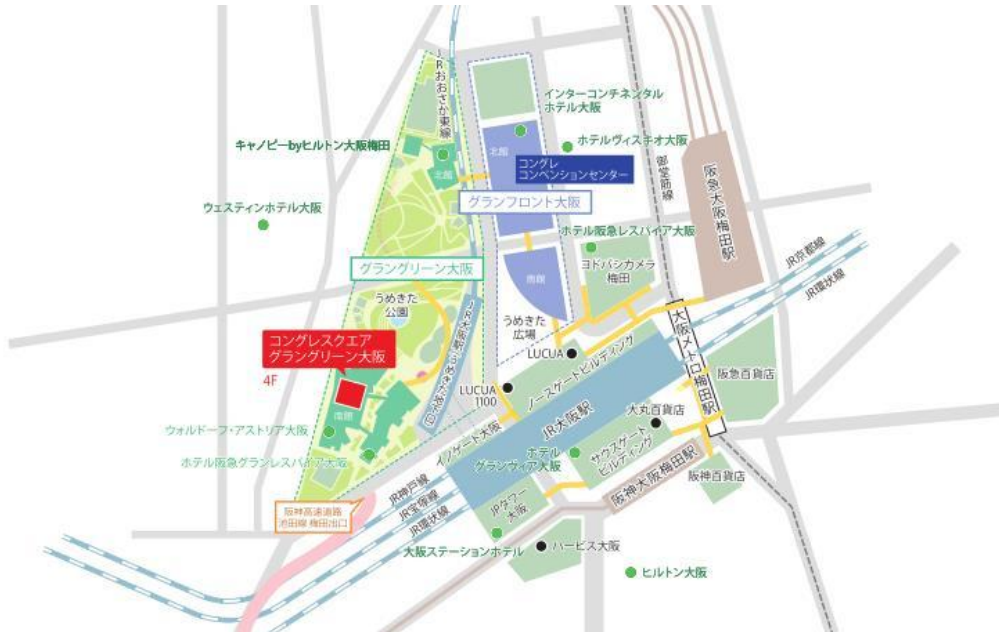 JRおおさか東線
インターコンチネンタル
ホテル大阪
キャノピーbyヒルトン大阪梅田
北館
北館
ホテルヴィスキオ大阪
コングレ
コンベンションセンター
御堂筋線
阪急大阪梅田駅
グランフロント大阪
ウェスティンホテル大阪
ホテル阪急レスパイア大阪
JR京都線
JR環状線
グラングリーン大阪
南館
ヨドバシカメラ
梅田
うめきた
公園
うめきた
広場
JR大阪駅(うめきた地下口)
大阪メトロ梅田駅
コングレスクエア
グラングリーン大阪
4F
LUCUA
ノースゲートビルディング
阪急百貨店
LUCUA
1100
南館
JR大阪駅
大丸百貨店
ウォルドーフ・アストリア大阪
イノゲート大阪
サウスゲート
ビルディング
ホテル
グランヴィア大阪
ホテル阪急グランレスパイア大阪
阪神大阪梅田駅
阪神百貨店
JR神戸線
JR宝塚線
JR環状線
阪神高速道路
池田線 梅田出口
JPタワー
大阪
大阪ステーションホテル
ハービス大阪
ヒルトン大阪